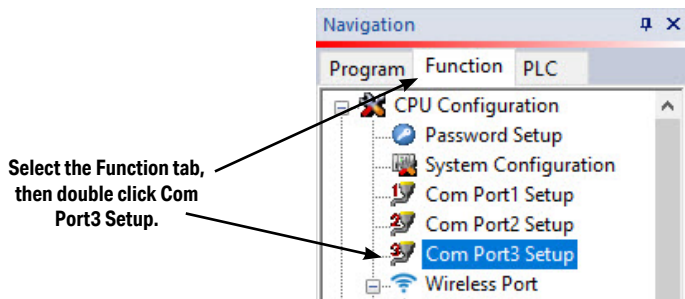 Navigation
Program Function PLC
CPU Configuration
Password Setup
System Configuration
Com Port1 Setup
Com Port2 Setup
Com Port3 Setup
Wireless Port
Select the Function tab,
then double click Com
Port3 Setup.